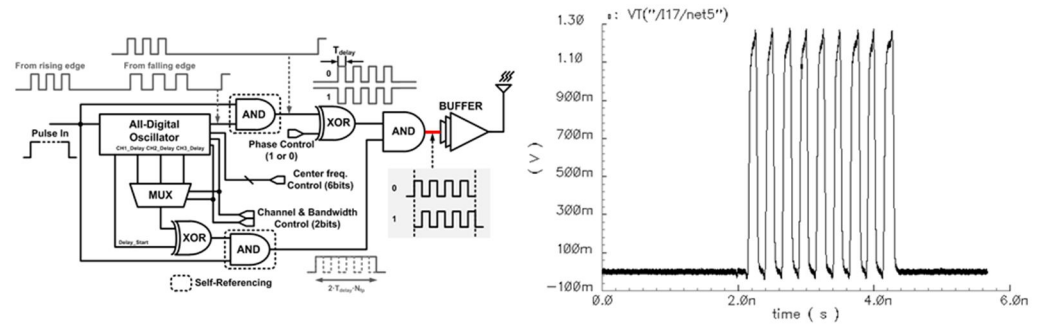 T_delay
From rising edge
From falling edge
0
1
AND
XOR
AND
BUFFER
All-Digital
Oscillator
CH1_Delay CH2_Delay CH3_Delay
Pulse In
Phase Control
(1 or 0)
Center freq.
Control (6bits)
MUX
Channel & Bandwidth
Control (2bits)
XOR
Delay_Start
AND
Self-Referencing
2·T_delay·N_tp
0
1
: VT("/I17/net5")
1.30
1.10
900m
700m
500m
300m
100m
-100m
( V )
0.0
2.0n
4.0n
6.0n
time ( s )